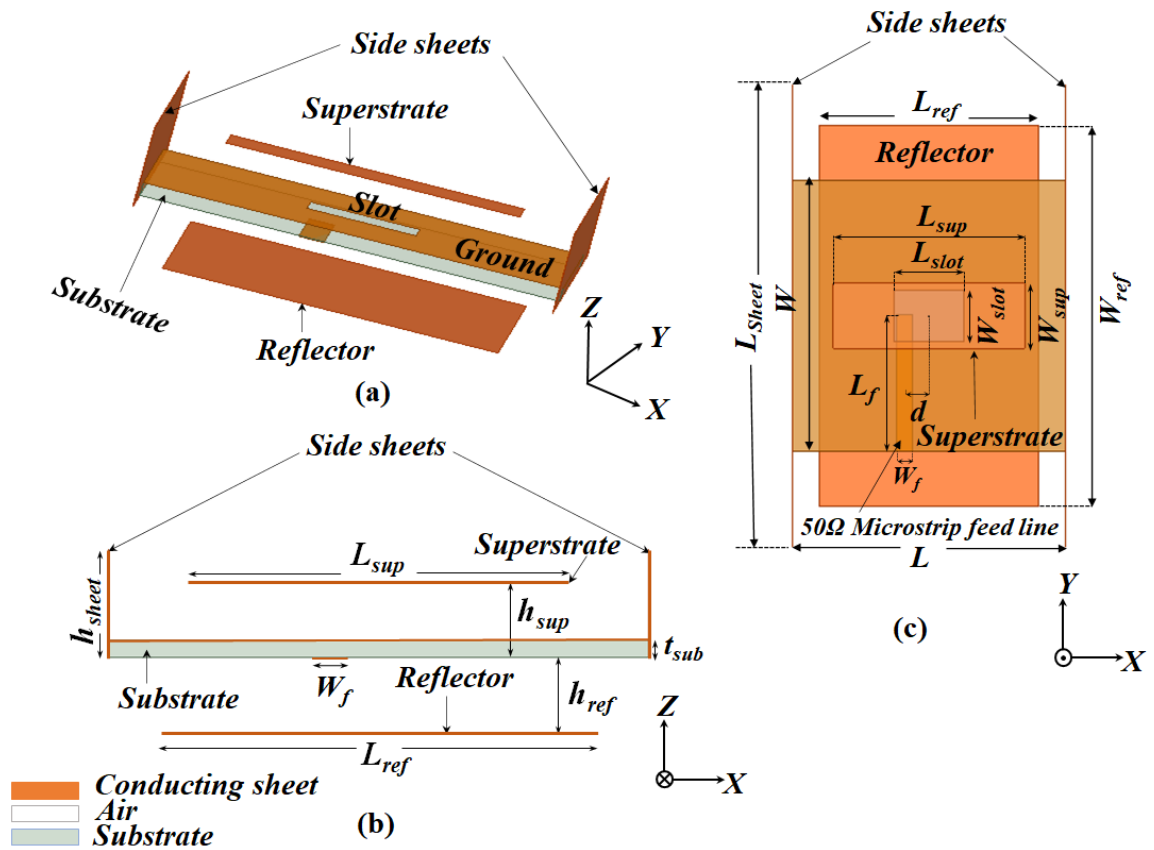 Side sheets
Superstrate
Slot
Ground
Substrate
Reflector
Z
Y
X
(a)
Side sheets
L_ref
Reflector
L_sup
L_slot
L_Sheet
W
W_slot
W_sup
W_ref
L_f
d
Superstrate
W_f
50Ω Microstrip feed line
L
Y
X
(c)
Side sheets
Superstrate
L_sup
h_sheet
h_sup
t_sub
Substrate
W_f
Reflector
h_ref
L_ref
Z
X
Conducting sheet
Air
Substrate
(b)